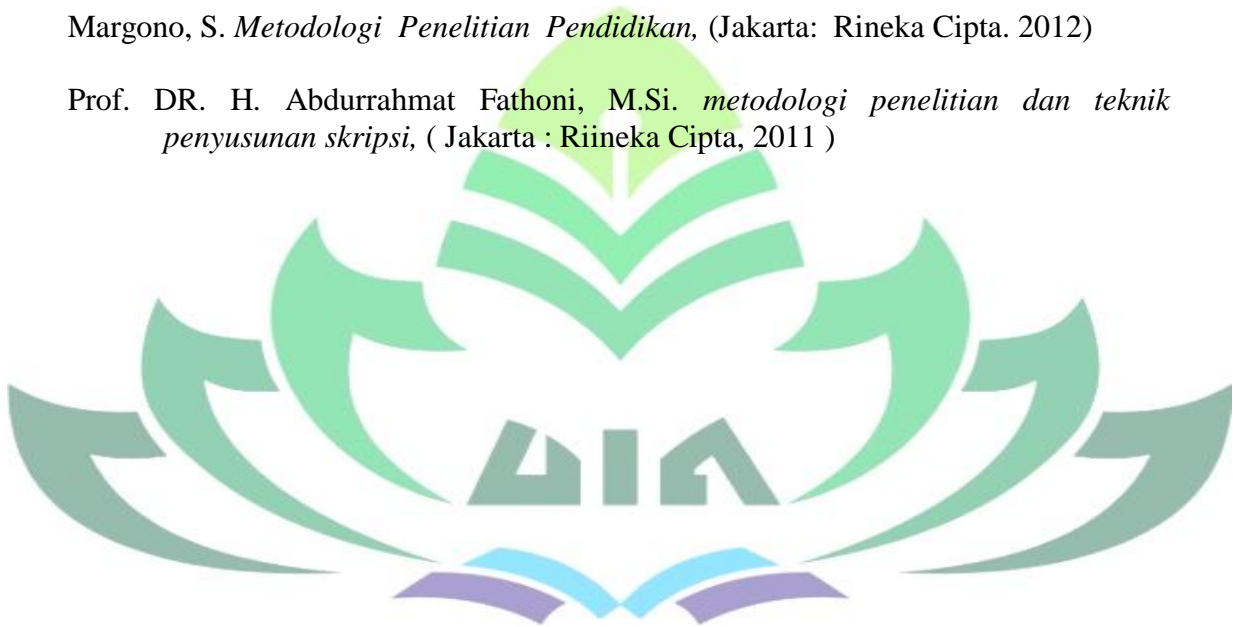 Margono, S. Metodologi Penelitian Pendidikan, (Jakarta: Rineka Cipta. 2012)
Prof. DR. H. Abdurrahmat Fathoni, M.Si. metodologi penelitian dan teknik
penyusunan skripsi, ( Jakarta : Riineka Cipta, 2011 )
UIN